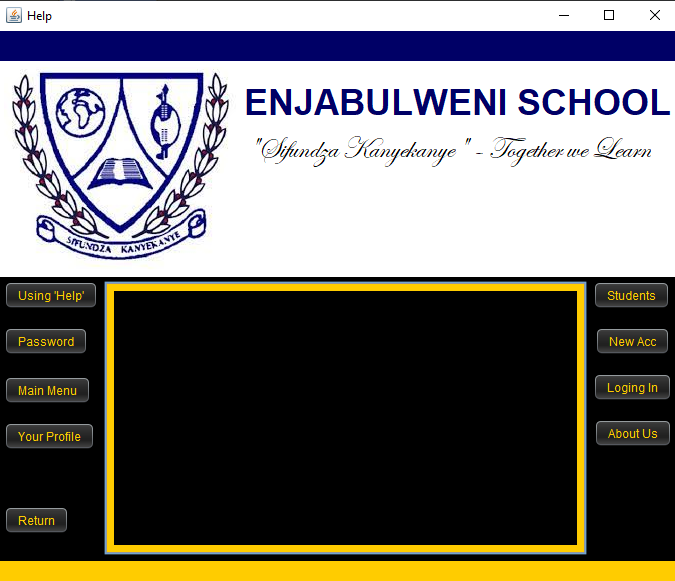 Help
ENJABULWENI SCHOOL
"Sifundza Kanyekanye " - Together we Learn
SIFUNDZA KANYEKANYE
Using 'Help'
Students
Password
New Acc
Main Menu
Loging In
Your Profile
About Us
Return